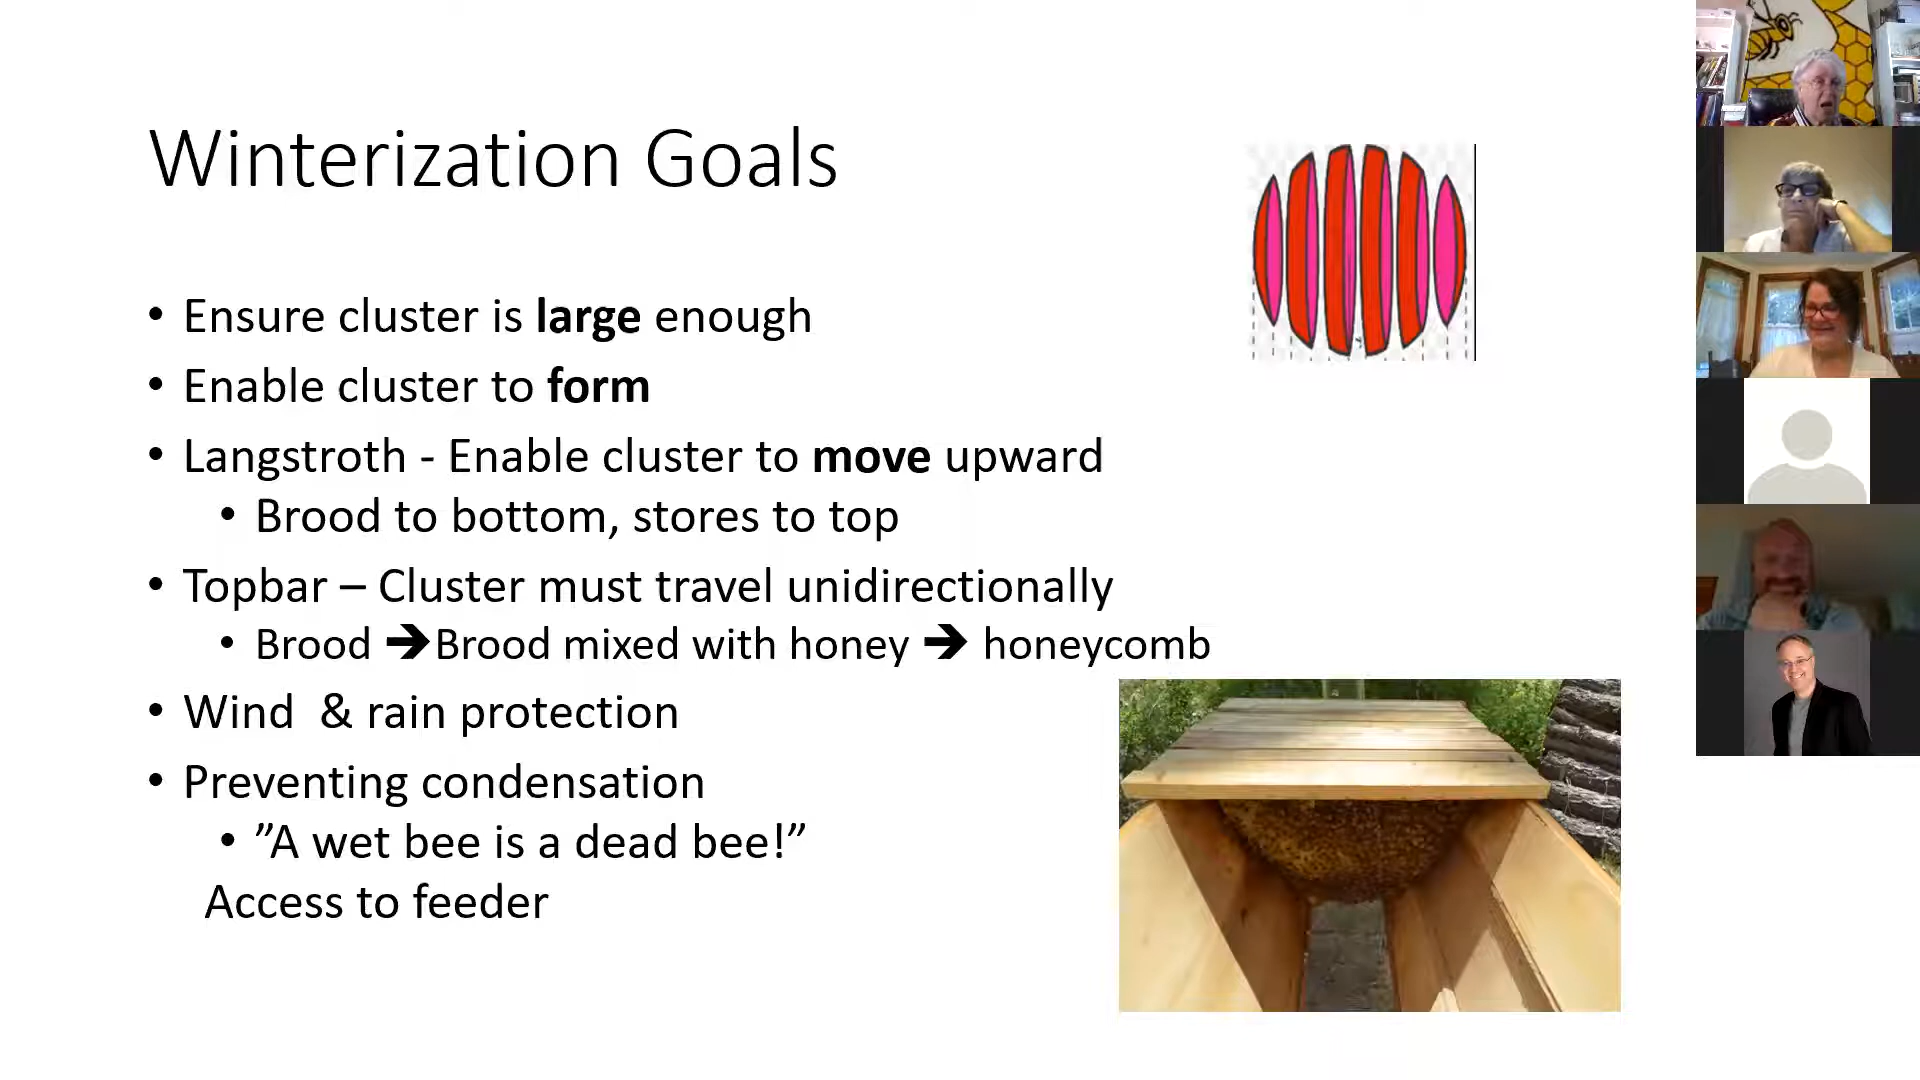 Winterization Goals
• Ensure cluster is large enough
• Enable cluster to form
• Langstroth - Enable cluster to move upward
• Brood to bottom, stores to top
• Topbar – Cluster must travel unidirectionally
• Brood ➔Brood mixed with honey ➔ honeycomb
• Wind  & rain protection
• Preventing condensation
• ”A wet bee is a dead bee!”
Access to feeder